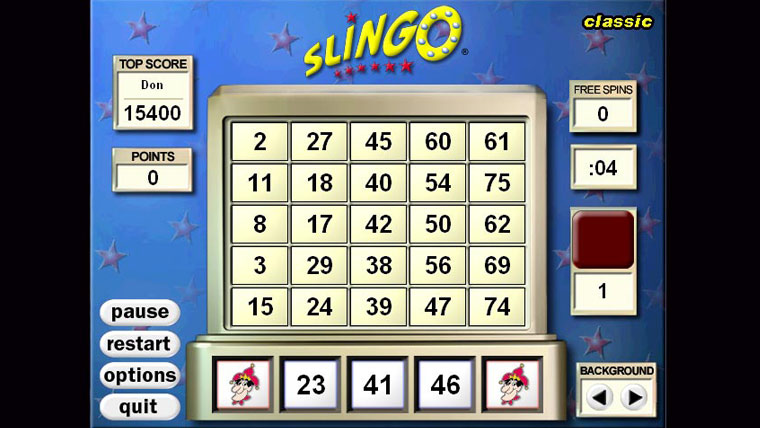 SLINGO®
classic
TOP SCORE
Don
15400
POINTS
0
FREE SPINS
0
:04
1
2 27 45 60 61
11 18 40 54 75
8 17 42 50 62
3 29 38 56 69
15 24 39 47 74
23 41 46
pause
restart
options
quit
BACKGROUND